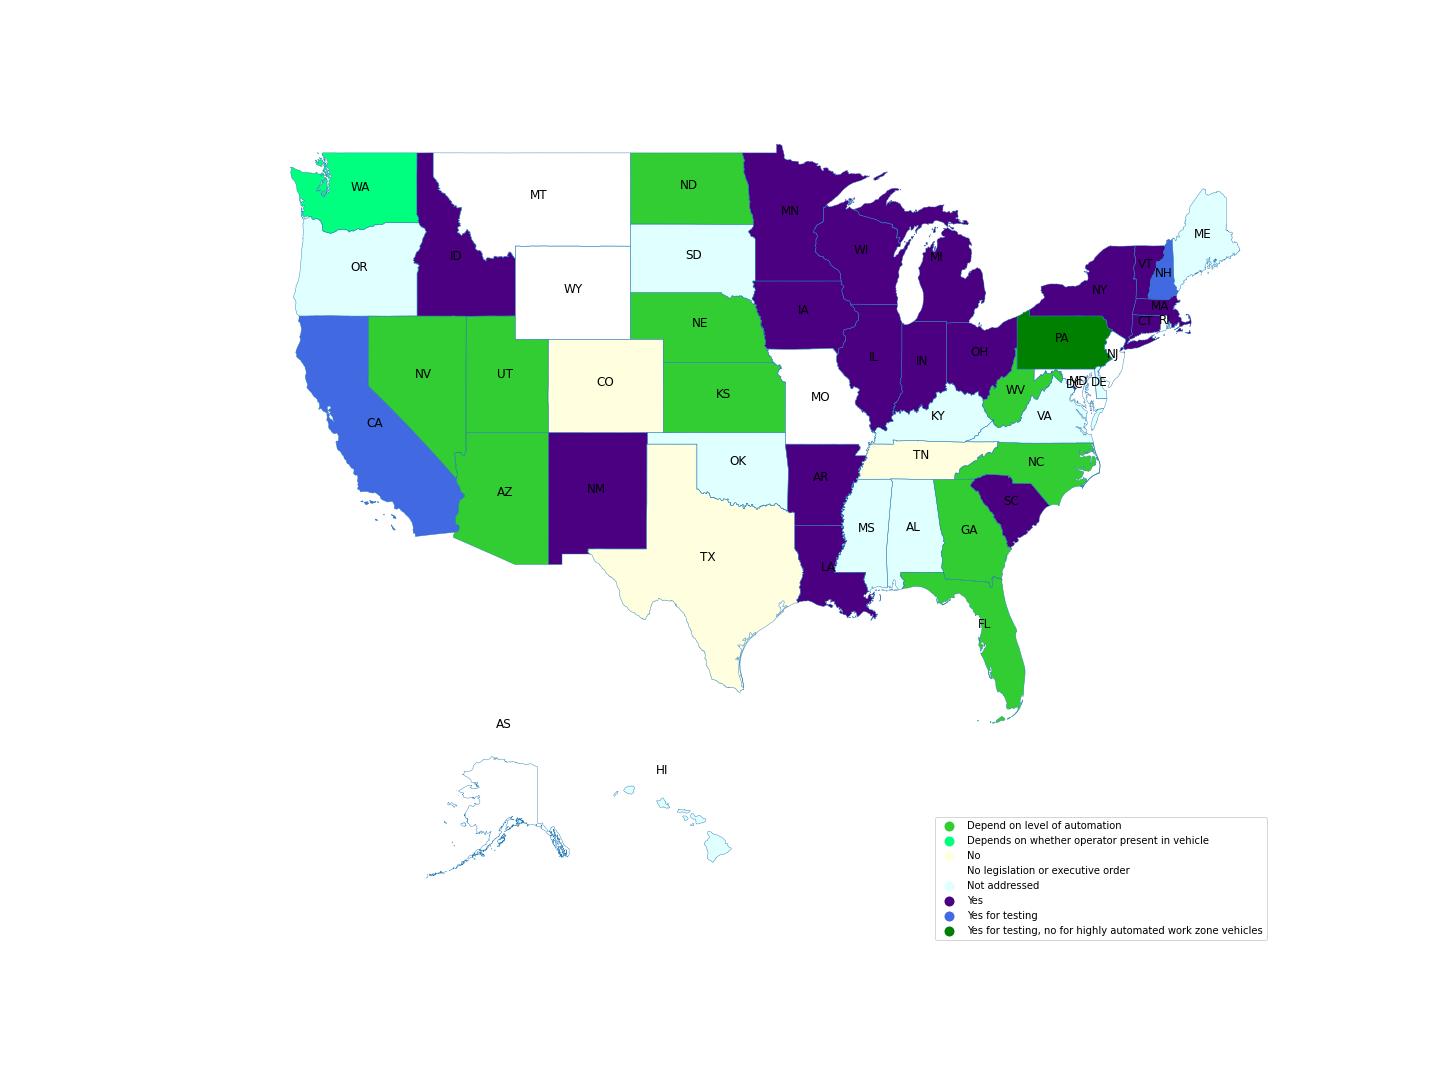 WA
MT
ND
MN
ME
OR
ID
SD
WI
MI
VT
NH
WY
NY
IA
MA
NE
CT
RI
PA
NV
UT
CO
KS
IL
IN
OH
NJ
MO
WV
DC
MD
DE
CA
KY
VA
AZ
NM
OK
AR
TN
NC
SC
TX
MS
AL
GA
LA
FL
AS
HI
Depend on level of automation
Depends on whether operator present in vehicle
No
No legislation or executive order
Not addressed
Yes
Yes for testing
Yes for testing, no for highly automated work zone vehicles